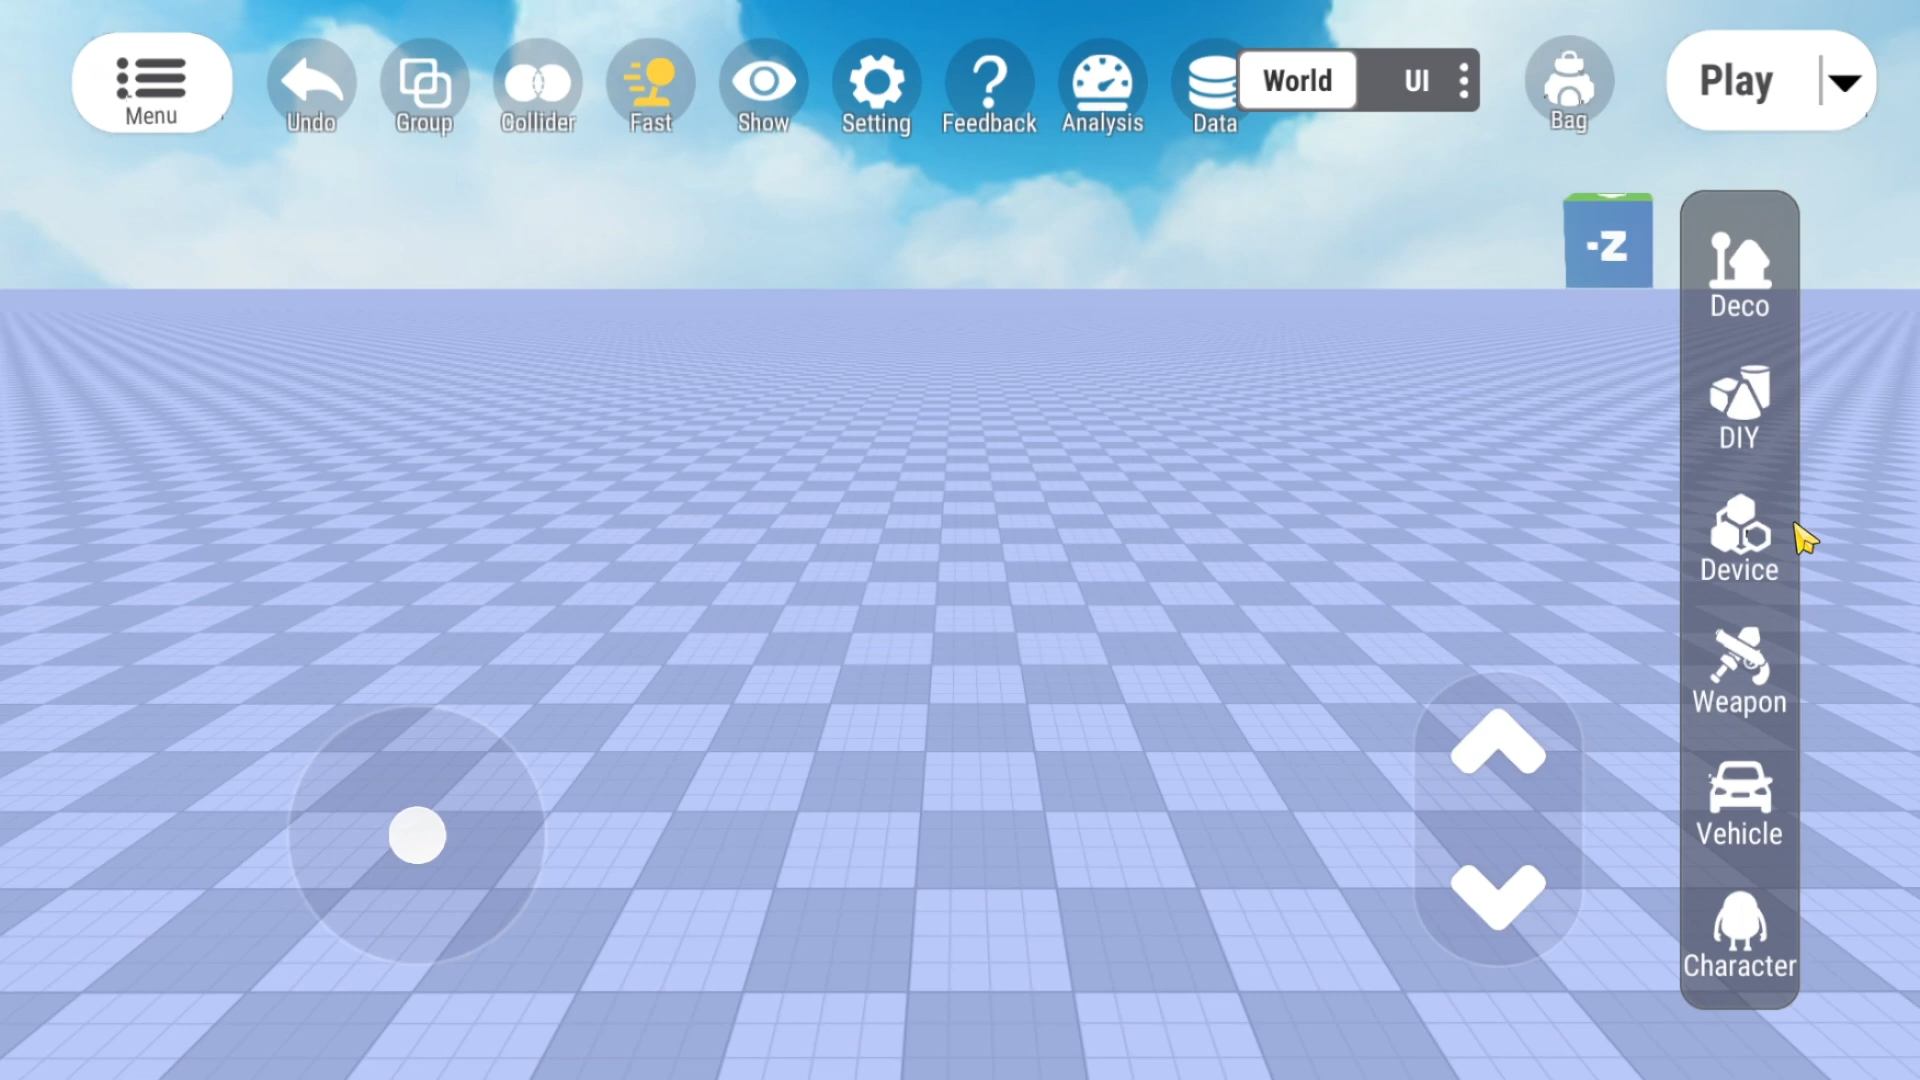 Menu
Undo
Group
Collider
Fast
Show
Setting
Feedback
Analysis
Data
World
UI
Bag
Play
-Z
Deco
DIY
Device
Weapon
Vehicle
Character